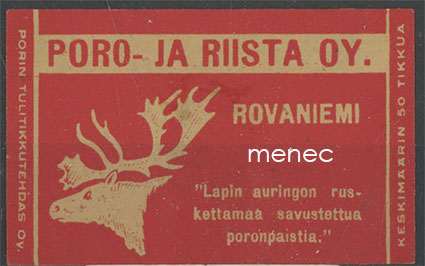 PORO- JA RIISTA OY.
ROVANIEMI
menec
"Lapin auringon rus-
kettamaa savustettua
poronpaistia."
PORIN TULITIKKUTEHDAS OY.
KESKIMÄÄRIN 50 TIKKUA